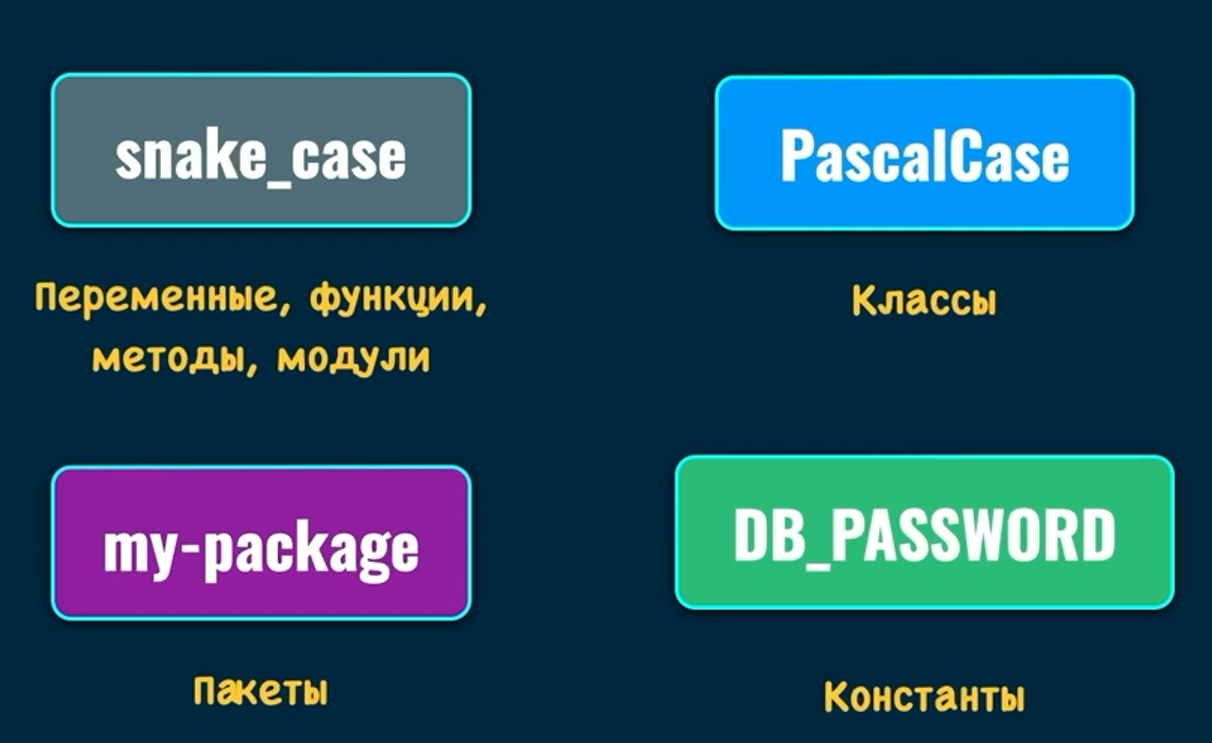 snake_case
PascalCase
Переменные, функции,
методы, модули
Классы
my-package
DB_PASSWORD
Пакеты
Константы